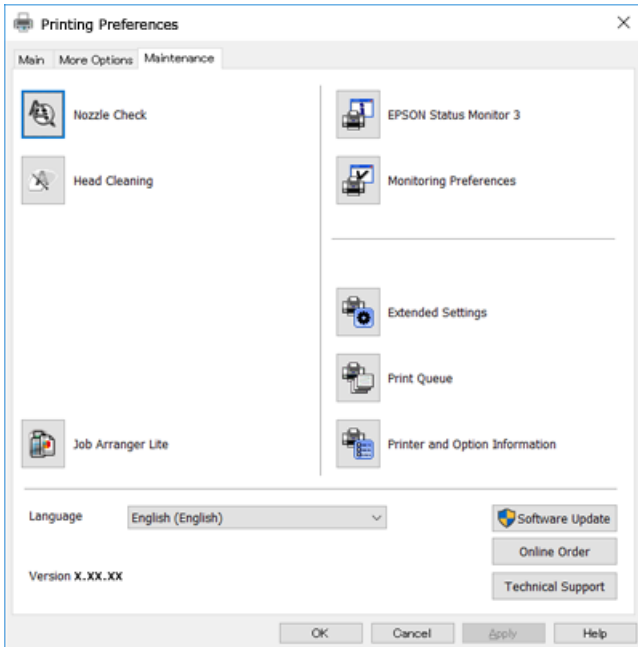 Printing Preferences
Main More Options Maintenance
Nozzle Check
EPSON Status Monitor 3
Head Cleaning
Monitoring Preferences
Extended Settings
Print Queue
Job Arranger Lite
Printer and Option Information
Language English (English)
Software Update
Online Order
Version X.XX.XX
Technical Support
OK Cancel Apply Help